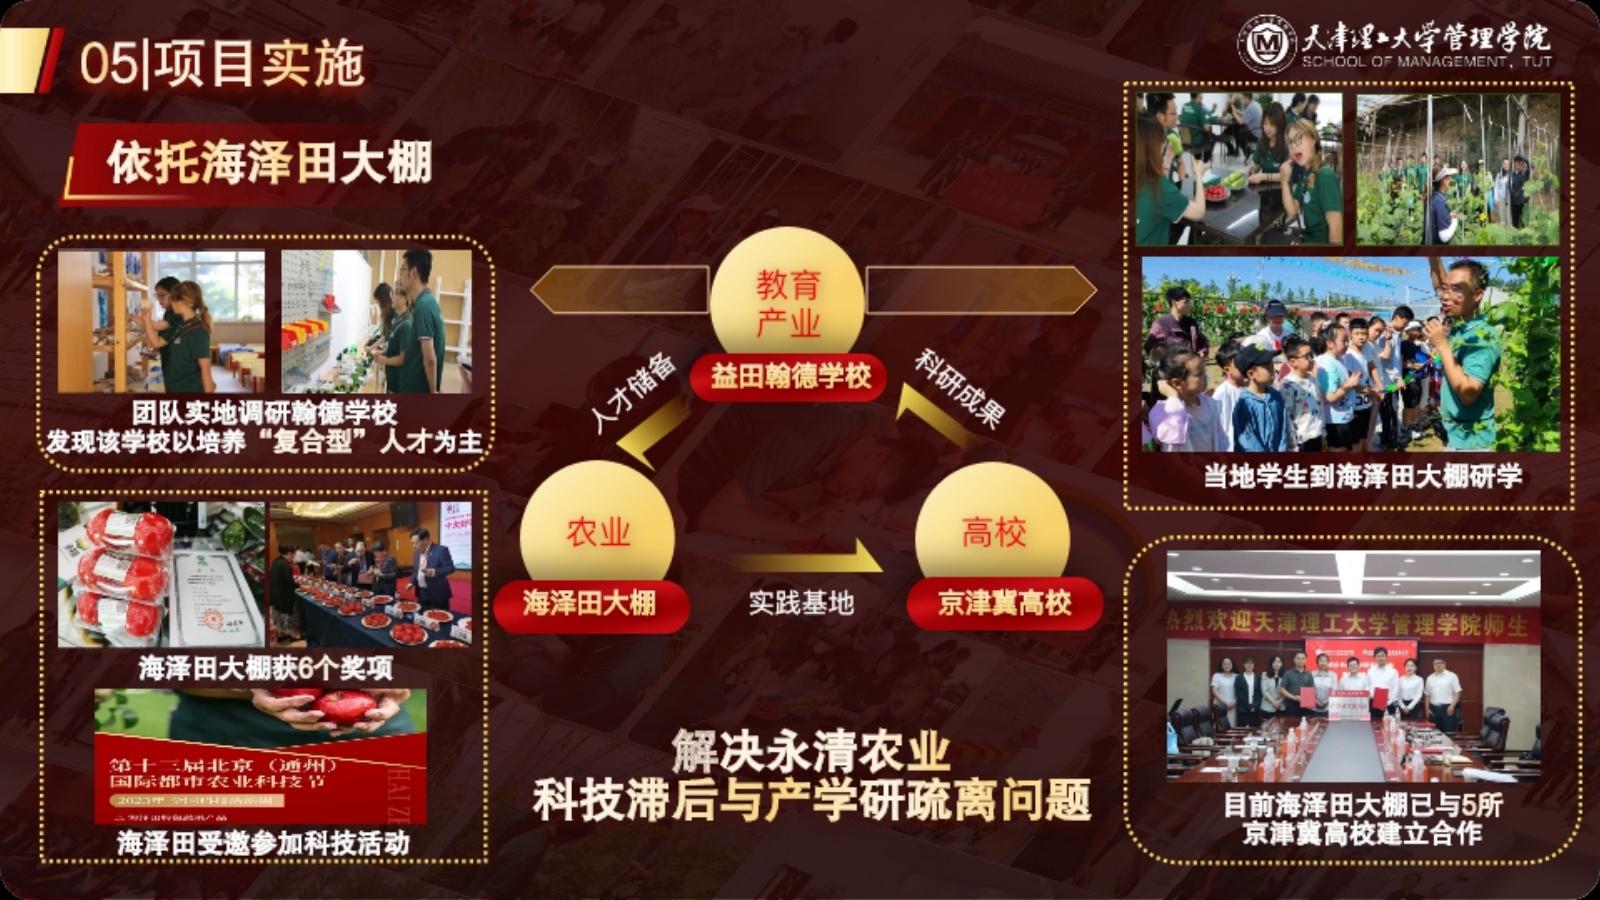 05|项目实施
天津理工大学管理学院
SCHOOL OF MANAGEMENT, TUT
依托海泽田大棚
团队实地调研翰德学校
发现该学校以培养“复合型”人才为主
海泽田大棚获6个奖项
第十三届北京（通州）
国际都市农业科技节
海泽田受邀参加科技活动
教育
产业
益田翰德学校
人才储备
科研成果
农业
海泽田大棚
实践基地
高校
京津冀高校
解决永清农业
科技滞后与产学研疏离问题
当地学生到海泽田大棚研学
热烈欢迎天津理工大学管理学院师生
目前海泽田大棚已与5所
京津冀高校建立合作